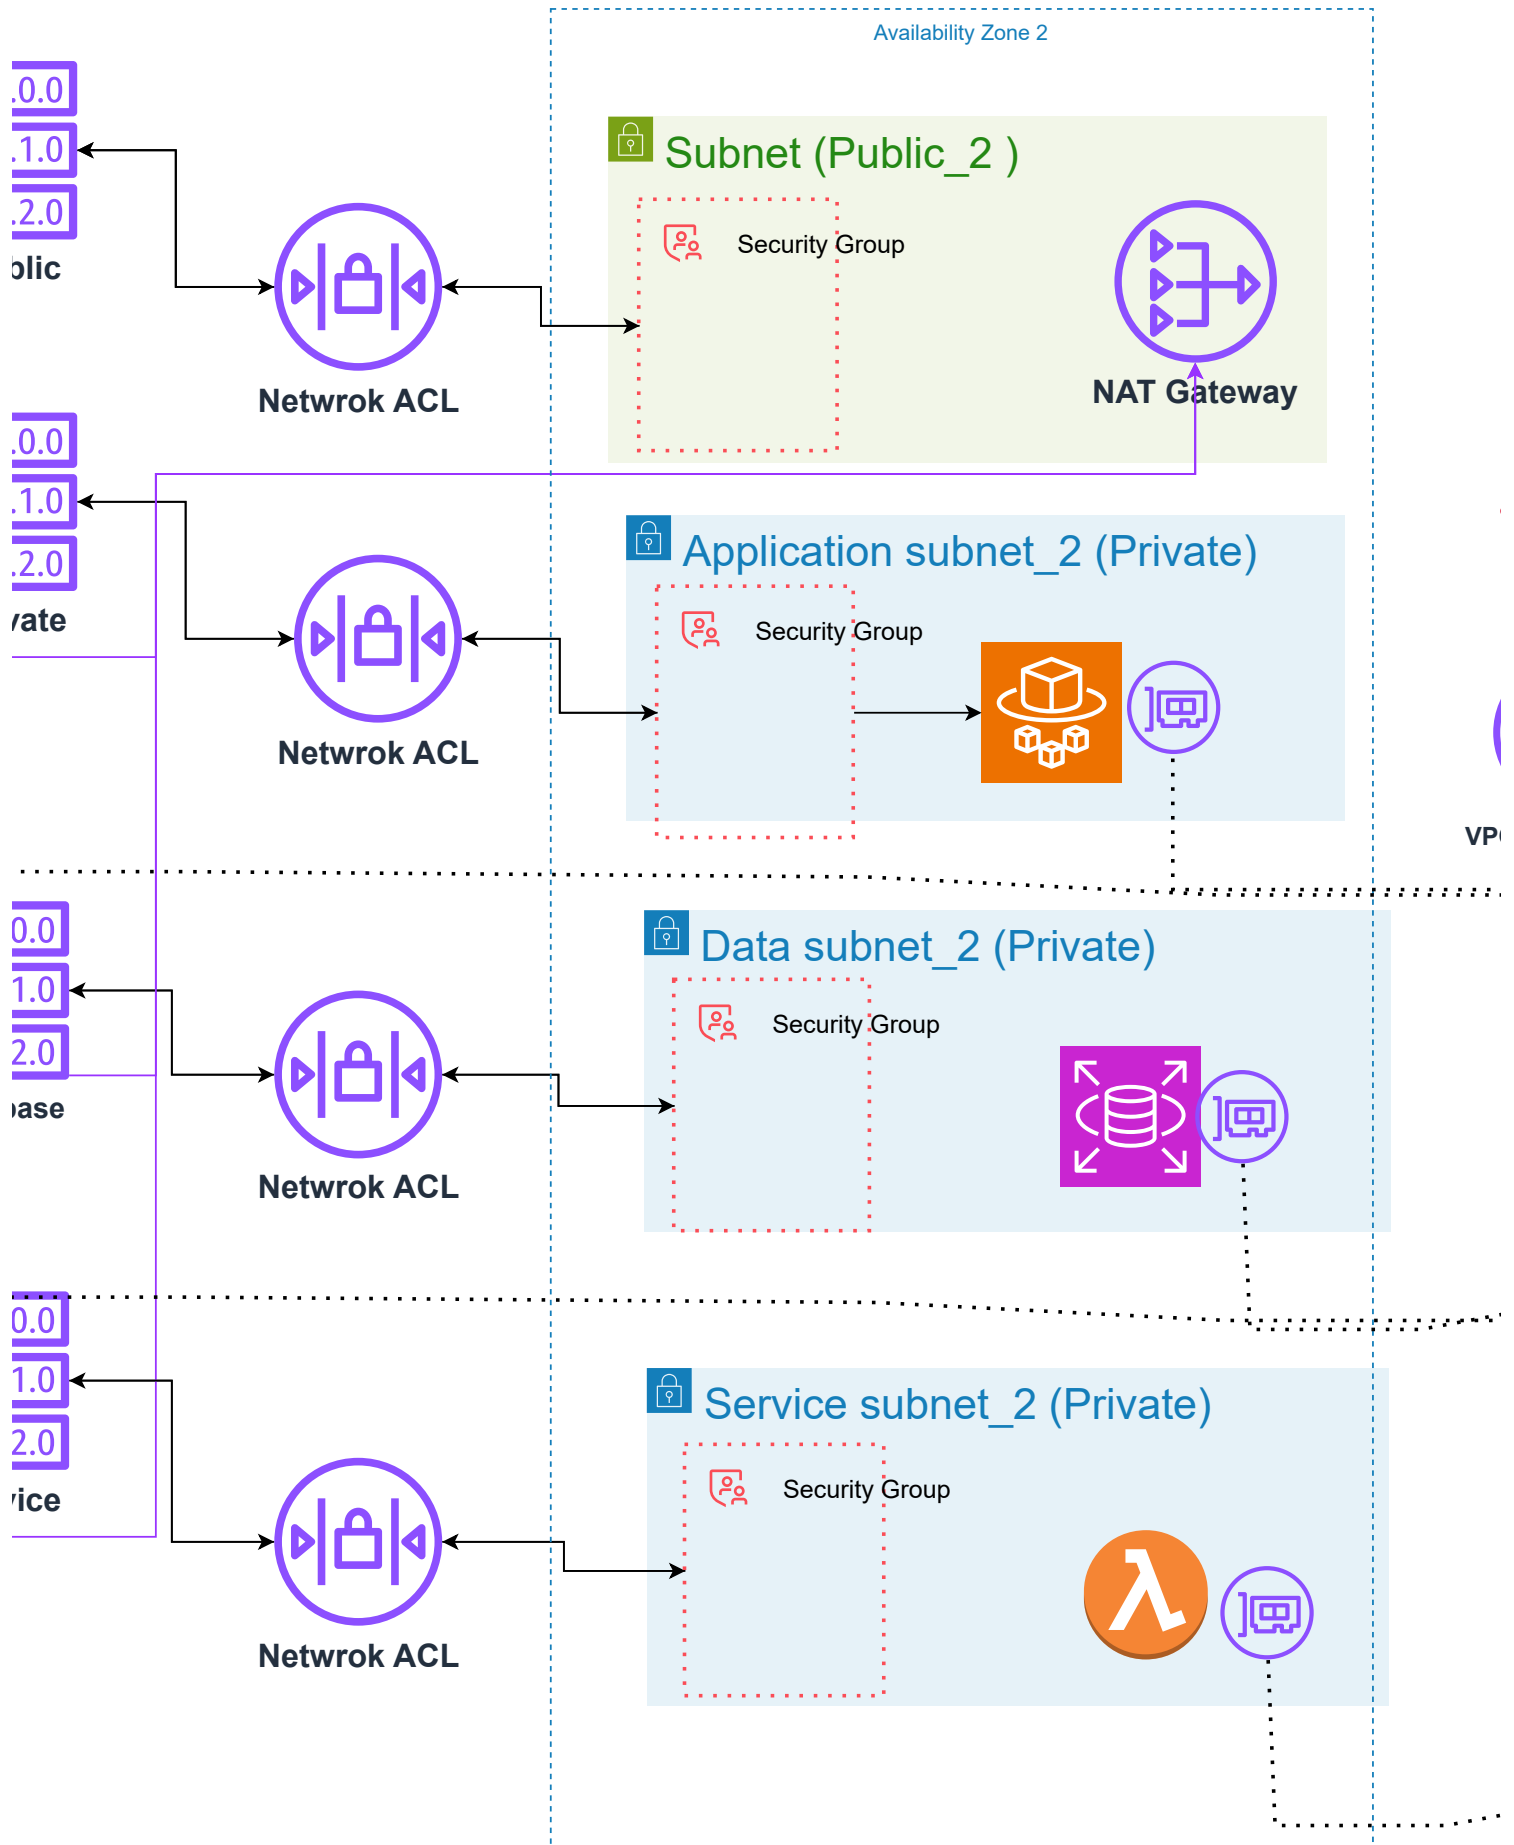 Availability Zone 2
.0.0
.1.0
.2.0
Subnet (Public_2 )
Security Group
Netwrok ACL
NAT Gateway
.0.0
.1.0
.2.0
Application subnet_2 (Private)
Security Group
Netwrok ACL
0.0
1.0
2.0
Data subnet_2 (Private)
Security Group
Netwrok ACL
0.0
1.0
2.0
Service subnet_2 (Private)
Security Group
Netwrok ACL